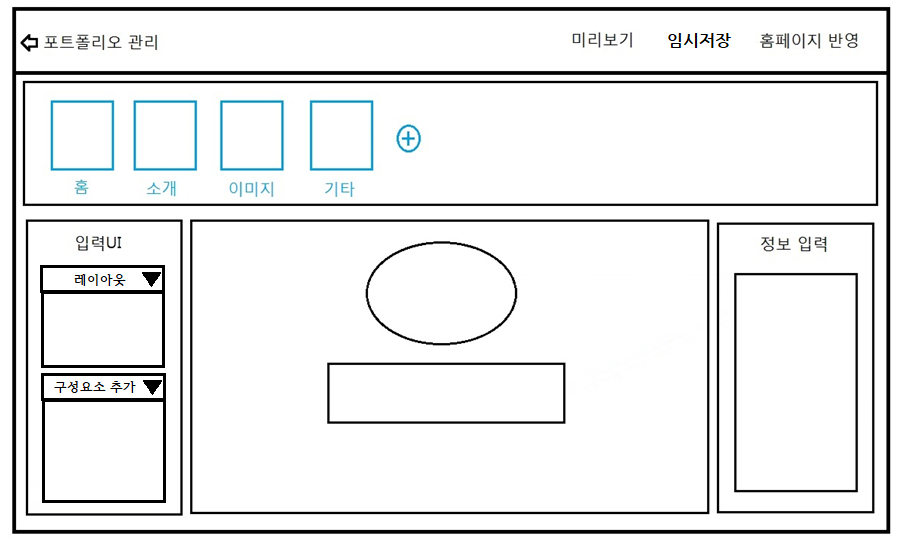 포트폴리오 관리
미리보기
임시저장
홈페이지 반영
홈
소개
이미지
기타
입력UI
레이아웃
구성요소 추가
정보 입력